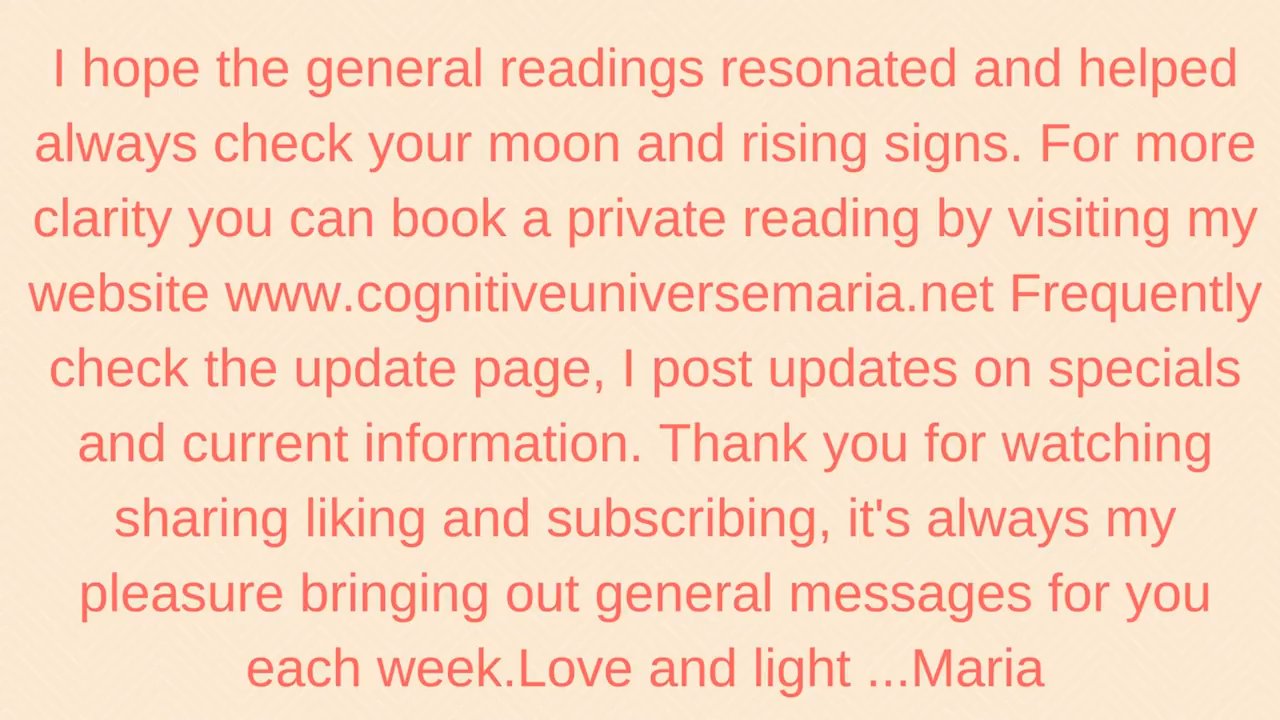 I hope the general readings resonated and helped
always check your moon and rising signs. For more
clarity you can book a private reading by visiting my
website www.cognitiveuniversemaria.net Frequently
check the update page, I post updates on specials
and current information. Thank you for watching
sharing liking and subscribing, it's always my
pleasure bringing out general messages for you
each week.Love and light ...Maria